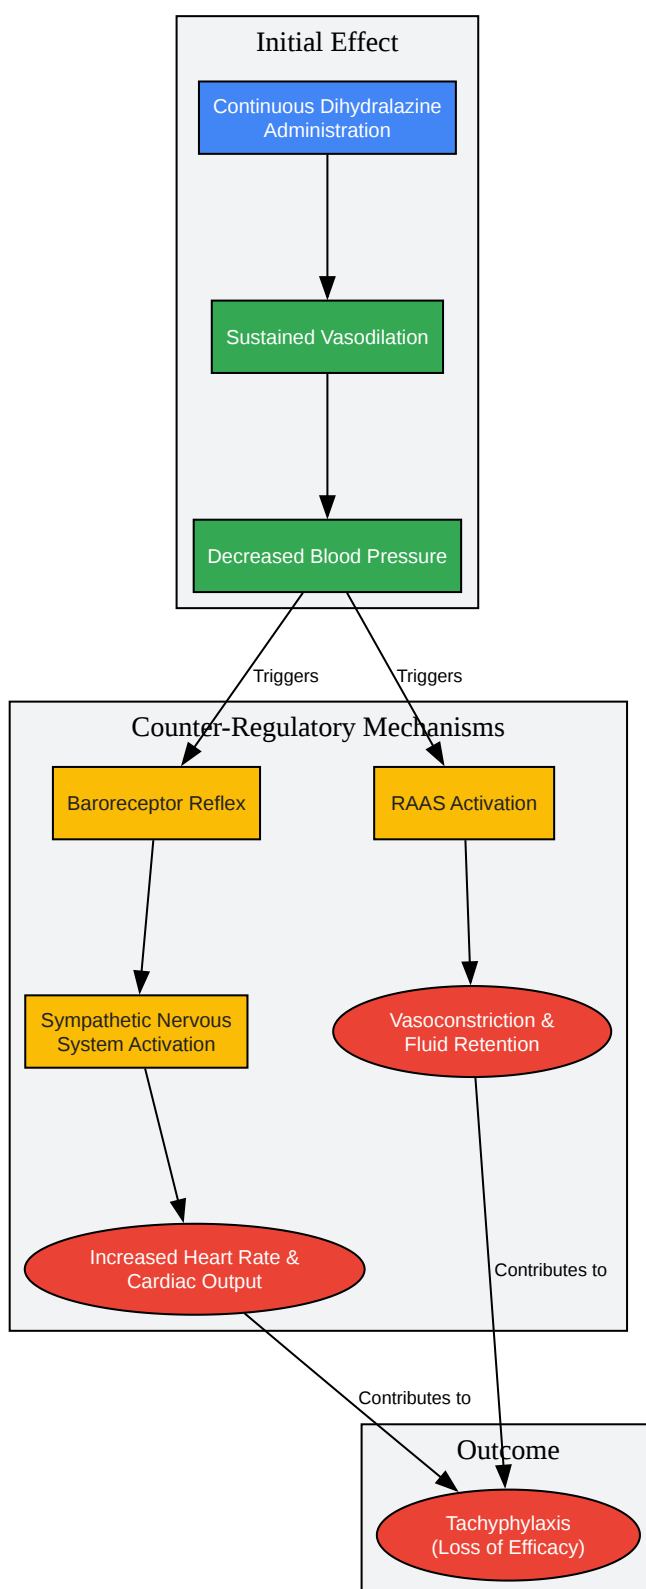 Initial Effect
Continuous Dihydralazine
Administration
Sustained Vasodilation
Decreased Blood Pressure
Triggers
Triggers
Counter-Regulatory Mechanisms
Baroreceptor Reflex
RAAS Activation
Sympathetic Nervous
System Activation
Vasoconstriction &
Fluid Retention
Increased Heart Rate &
Cardiac Output
Contributes to
Contributes to
Outcome
Tachyphylaxis
(Loss of Efficacy)